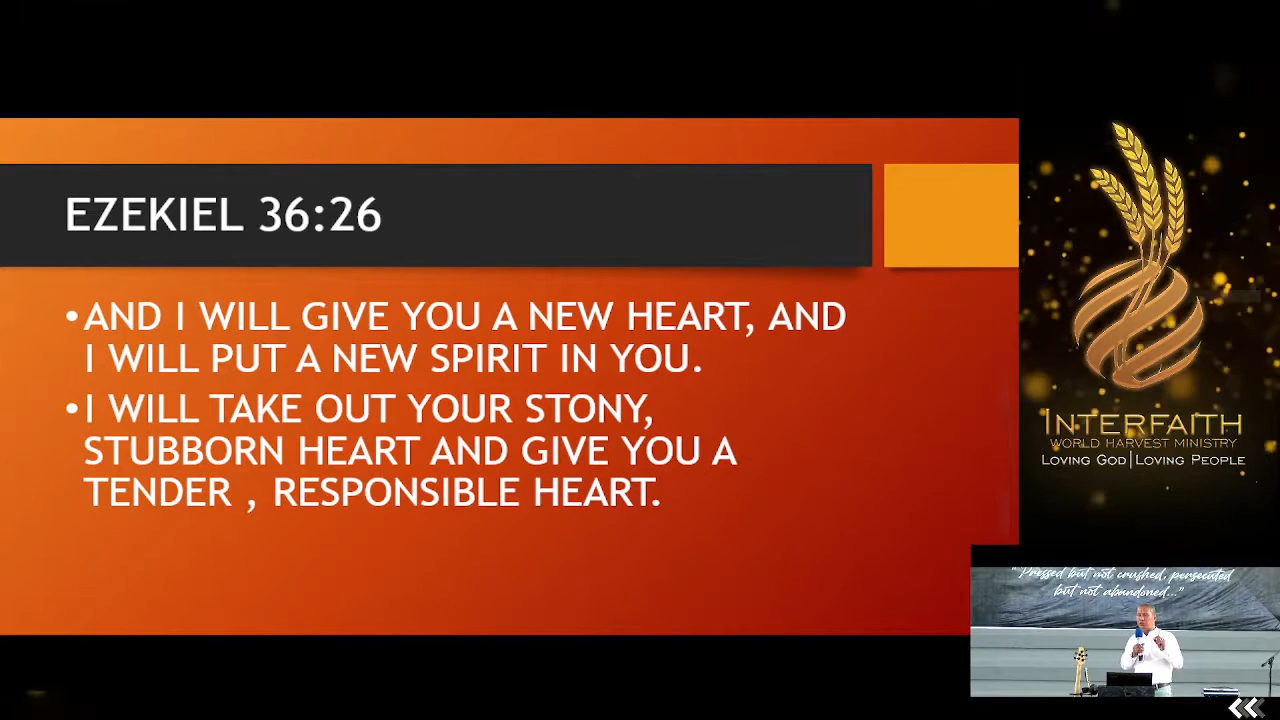 EZEKIEL 36:26
•AND I WILL GIVE YOU A NEW HEART, AND
I WILL PUT A NEW SPIRIT IN YOU.
•I WILL TAKE OUT YOUR STONY,
STUBBORN HEART AND GIVE YOU A
TENDER , RESPONSIBLE HEART.
INTERFAITH
WORLD HARVEST MINISTRY
LOVING GOD|LOVING PEOPLE
"Pressed but not crushed, persecuted
but not abandoned..."